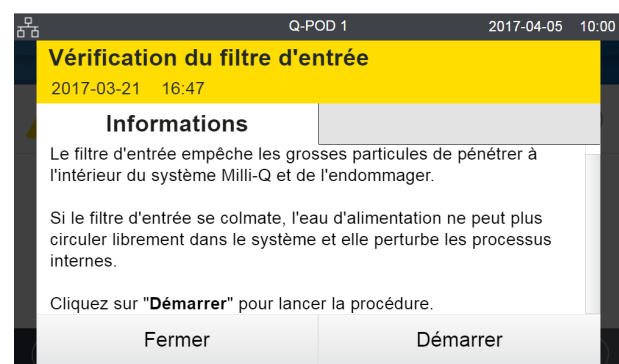 Q-POD 1 2017-04-05 10:00
Vérification du filtre d'entrée
2017-03-21 16:47
Informations
Le filtre d'entrée empêche les grosses particules de pénétrer à
l'intérieur du système Milli-Q et de l'endommager.
Si le filtre d'entrée se colmate, l'eau d'alimentation ne peut plus
circuler librement dans le système et elle perturbe les processus
internes.
Cliquez sur "Démarrer" pour lancer la procédure.
Fermer Démarrer